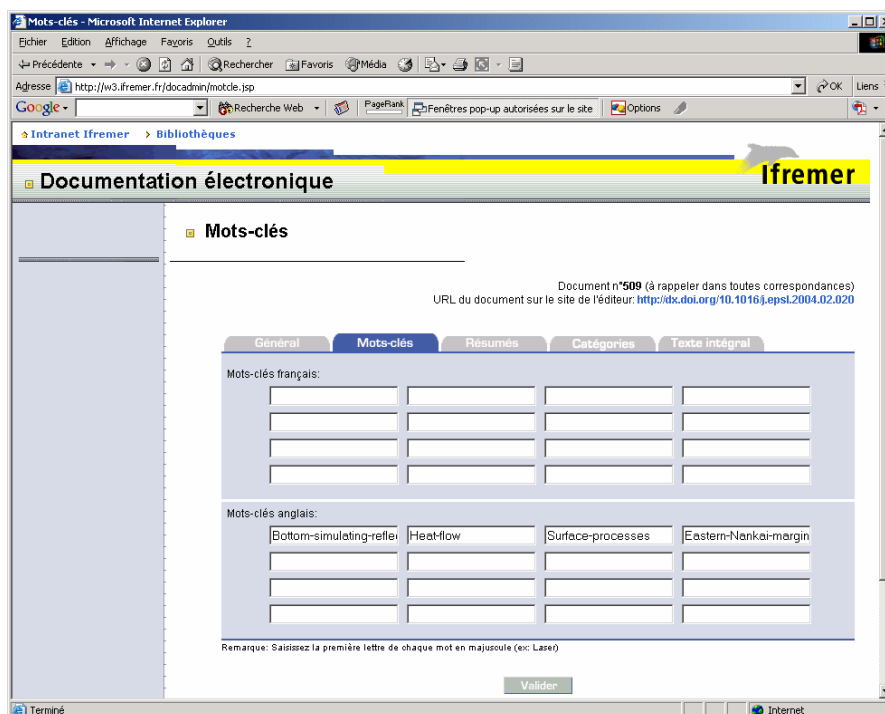 Mots-clés - Microsoft Internet Explorer
Eichier Edition Affichage Favoris Outils ?
Précédente Rechercher Favoris Média
Adresse http://w3.ifremer.fr/docadmin/motcle.jsp OK Liens
Google Recherche Web PageRank Fenêtres pop-up autorisées sur le site Options
Intranet Ifremer Bibliothèques
Documentation électronique Ifremer
Mots-clés
Document n°509 (à rappeler dans toutes correspondances)
URL du document sur le site de l'éditeur: http://dx.doi.org/10.1016/j.epsl.2004.02.020
Général Mots-clés Résumés Catégories Texte intégral
Mots-clés français:
Mots-clés anglais:
Bottom-simulating-reflec Heat-flow Surface-processes Eastern-Nankai-margin
Remarque: Saisissez la première lettre de chaque mot en majuscule (ex: Laser)
Valider
Terminé Internet